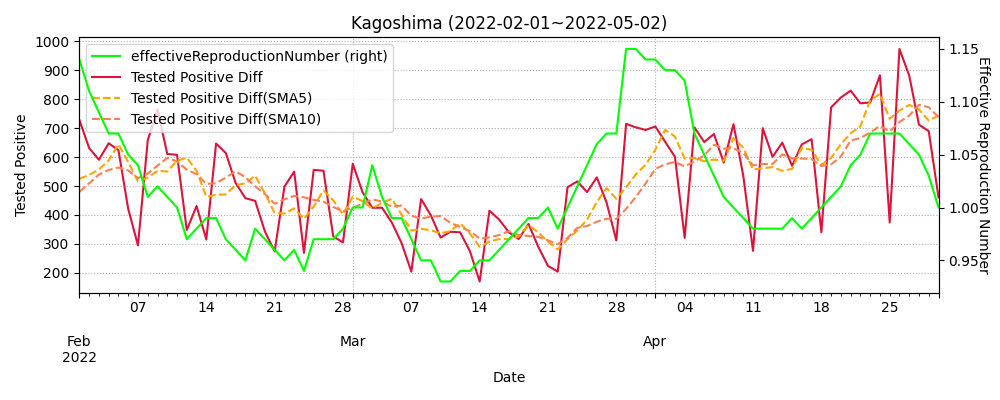 Kagoshima (2022-02-01~2022-05-02)
effectiveReproductionNumber (right)
Tested Positive Diff
Tested Positive Diff(SMA5)
Tested Positive Diff(SMA10)
Tested Positive
1000
900
800
700
600
500
400
300
200
Effective Reproduction Number
1.15
1.10
1.05
1.00
0.95
07 14 21 28 07 14 21 28 04 11 18 25
Feb Mar Apr
2022
Date